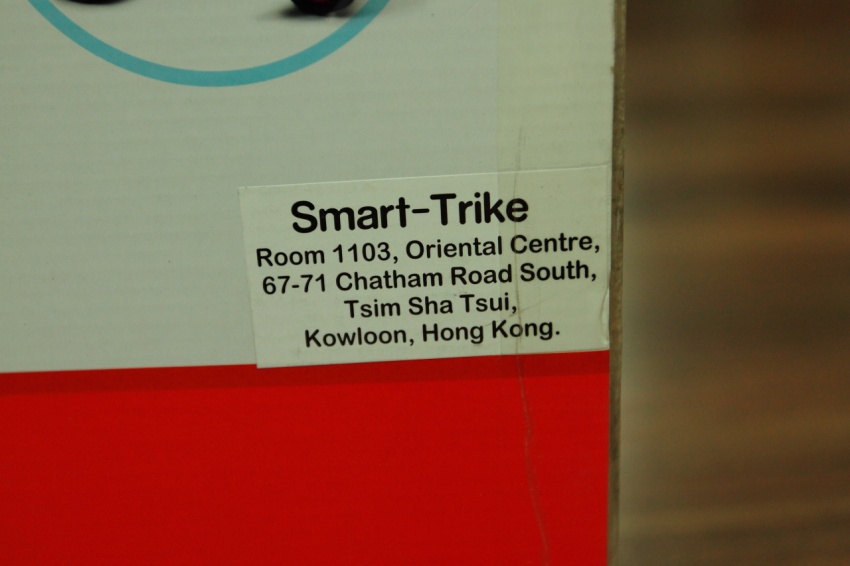 Smart-Trike
Room 1103, Oriental Centre,
67-71 Chatham Road South,
Tsim Sha Tsui,
Kowloon, Hong Kong.